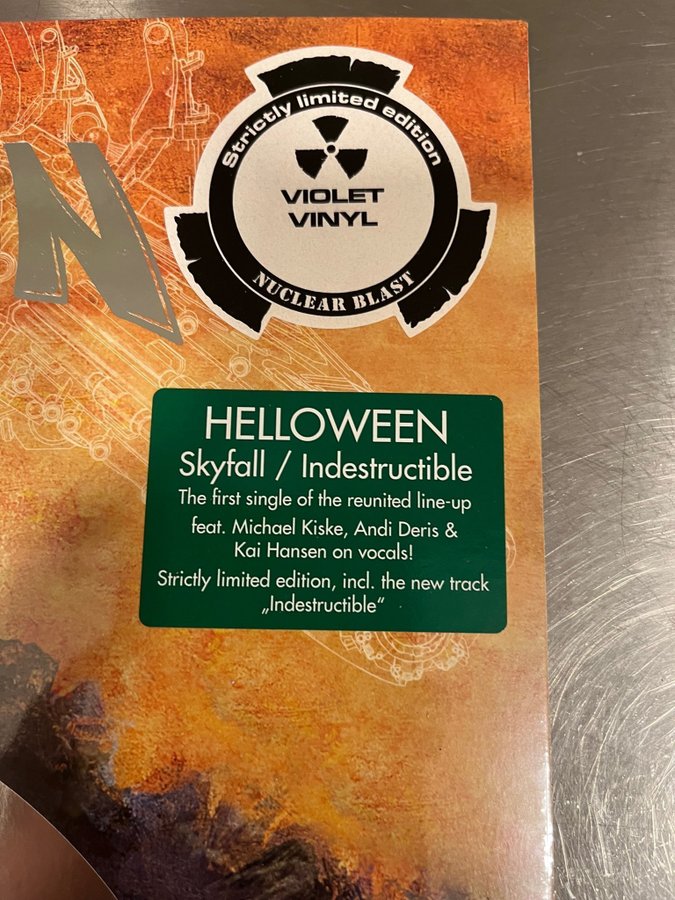 Strictly limited edition
VIOLET
VINYL
NUCLEAR BLAST
N
HELLOWEEN
Skyfall / Indestructible
The first single of the reunited line-up
feat. Michael Kiske, Andi Deris &
Kai Hansen on vocals!
Strictly limited edition, incl. the new track
„Indestructible“